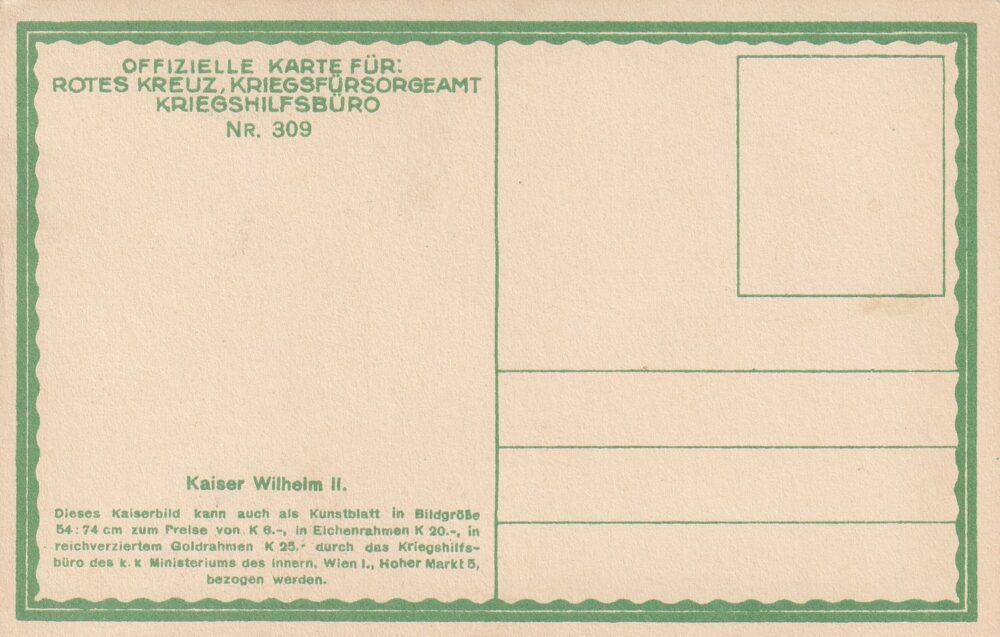 OFFIZIELLE KARTE FÜR:
ROTES KREUZ, KRIEGSFÜRSORGEAMT
KRIEGSHILFSBÜRO
NR. 309
Kaiser Wilhelm II.
Dieses Kaiserbild kann auch als Kunstblatt in Bildgröße
54:74 cm zum Preise von K 6.-, in Eichenrahmen K 20.-, in
reichverziertem Goldrahmen K 25.- durch das Kriegshilfs-
büro des k. k Ministeriums des Innern, Wien I., Hoher Markt 5,
bezogen werden.